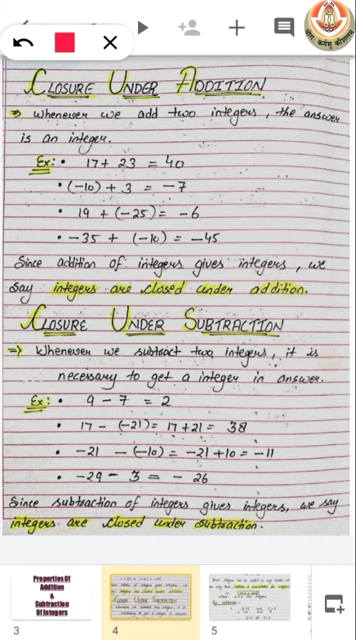 CLOSURE UNDER ADDITION
⇒ Whenever we add two integers, the answer
is an integer.
Ex:• 17 + 23 = 40
• (-10) + 3 = -7
• 19 + (-25) = -6
• -35 + (-10) = -45
Since addition of integers gives integers, we
say integers are closed under addition.
CLOSURE UNDER SUBTRACTION
⇒ Whenever we subtract two integers, it is
necessary to get a integer in answer.
Ex:• 9 - 7 = 2
• 17 - (-21) = 17 + 21 = 38
• -21 - (-10) = -21 + 10 = -11
• -29 - 3 = - 26
Since subtraction of integers gives integers, we say
integers are closed under subtraction.
3
Properties Of
Addition
&
Subtraction
Of Integers
4
5